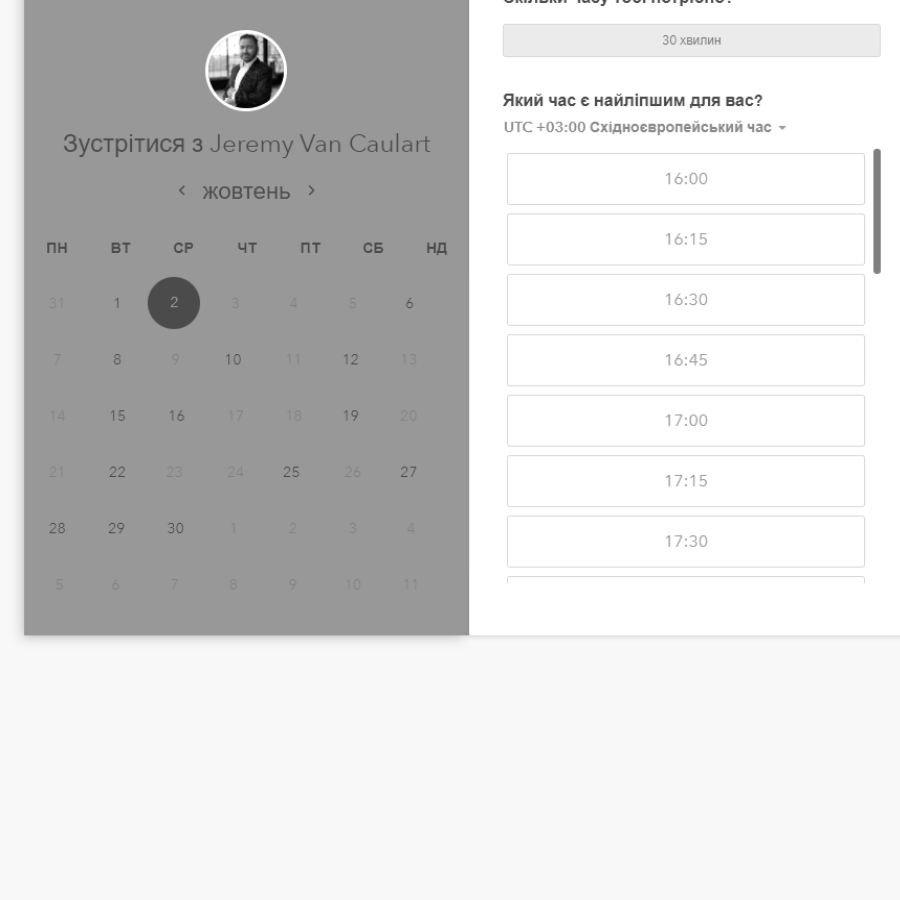 Скільки часу тобі потрібно?
30 хвилин
Який час є найліпшим для вас?
UTC +03:00 Східноєвропейський час
16:00
16:15
16:30
16:45
17:00
17:15
17:30
Зустрітися з Jeremy Van Caulart
жовтень
ПН ВТ СР ЧТ ПТ СБ НД
31 1 2 3 4 5 6
7 8 9 10 11 12 13
14 15 16 17 18 19 20
21 22 23 24 25 26 27
28 29 30 1 2 3 4
5 6 7 8 9 10 11